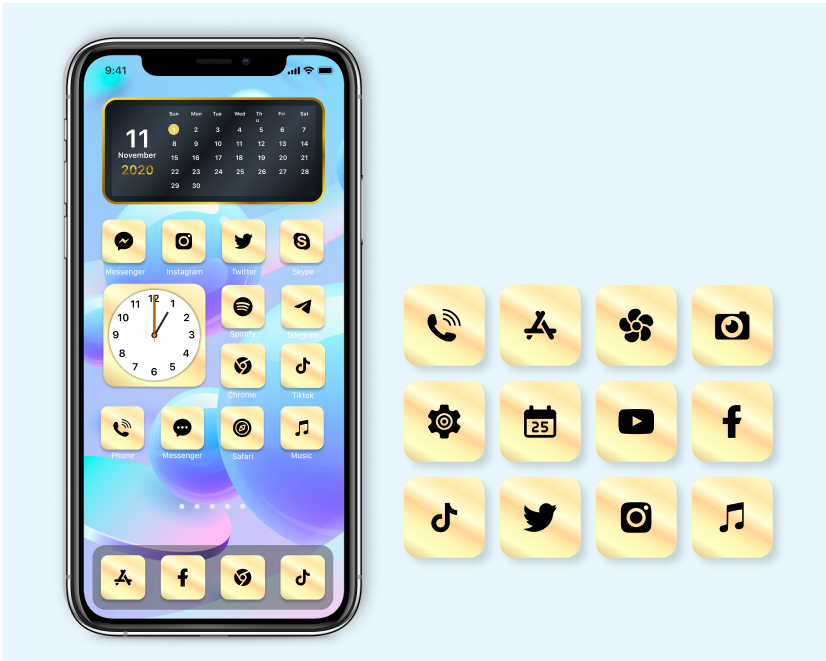 9:41
Sun Mon Tue Wed Th Fri Sat
u
11
November
2020
1 2 3 4 5 6 7
8 9 10 11 12 13 14
15 16 17 18 19 20 21
22 23 24 25 26 27 28
29 30
Messenger Instagram Twitter Skype
12
11 1
10 2
9 3
8 4
7 5
6
Spotify Telegram
Chrome Tiktok
Phone Messenger Safari Music
25